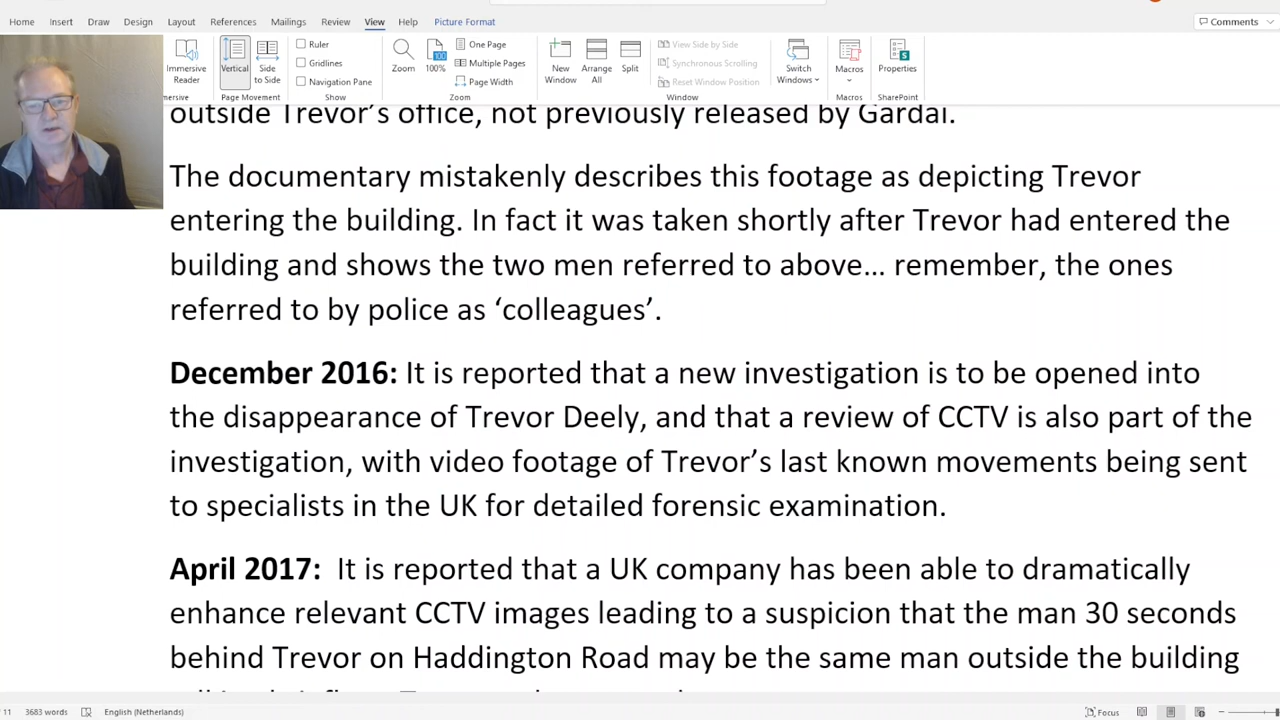 Home Insert Draw Design Layout References Mailings Review View Help Picture Format Comments
Immersive Reader
Vertical
Side to Side
Page Movement
Ruler
Gridlines
Navigation Pane
Show
Zoom
100%
One Page
Multiple Pages
Page Width
Zoom
New Window
Arrange All
Split
View Side by Side
Synchronous Scrolling
Reset Window Position
Window
Switch Windows
Macros
Macros
Properties
SharePoint
outside Trevor's office, not previously released by Gardaí.
The documentary mistakenly describes this footage as depicting Trevor
entering the building. In fact it was taken shortly after Trevor had entered the
building and shows the two men referred to above… remember, the ones
referred to by police as ‘colleagues’.
December 2016: It is reported that a new investigation is to be opened into
the disappearance of Trevor Deely, and that a review of CCTV is also part of the
investigation, with video footage of Trevor’s last known movements being sent
to specialists in the UK for detailed forensic examination.
April 2017: It is reported that a UK company has been able to dramatically
enhance relevant CCTV images leading to a suspicion that the man 30 seconds
behind Trevor on Haddington Road may be the same man outside the building
11 3683 words English (Netherlands) Focus